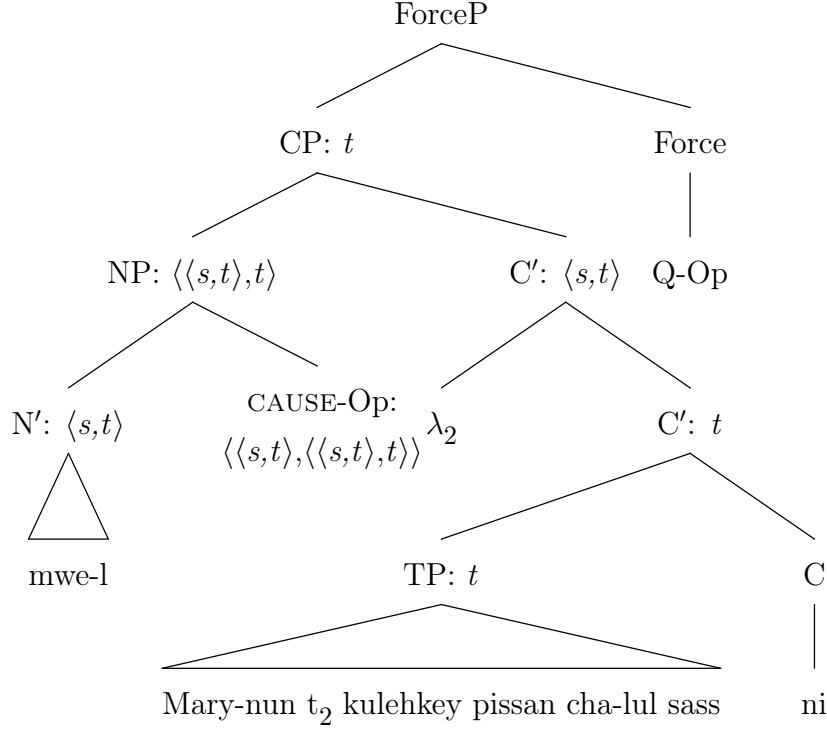 ForceP
CP: t
Force
NP: ⟨⟨s,t⟩,t⟩
C′: ⟨s,t⟩
Q-Op
N′: ⟨s,t⟩
CAUSE-Op:
⟨⟨s,t⟩,⟨⟨s,t⟩,t⟩⟩
λ₂
C′: t
mwe-l
TP: t
C
Mary-nun t₂ kulehkey pissan cha-lul sass
ni